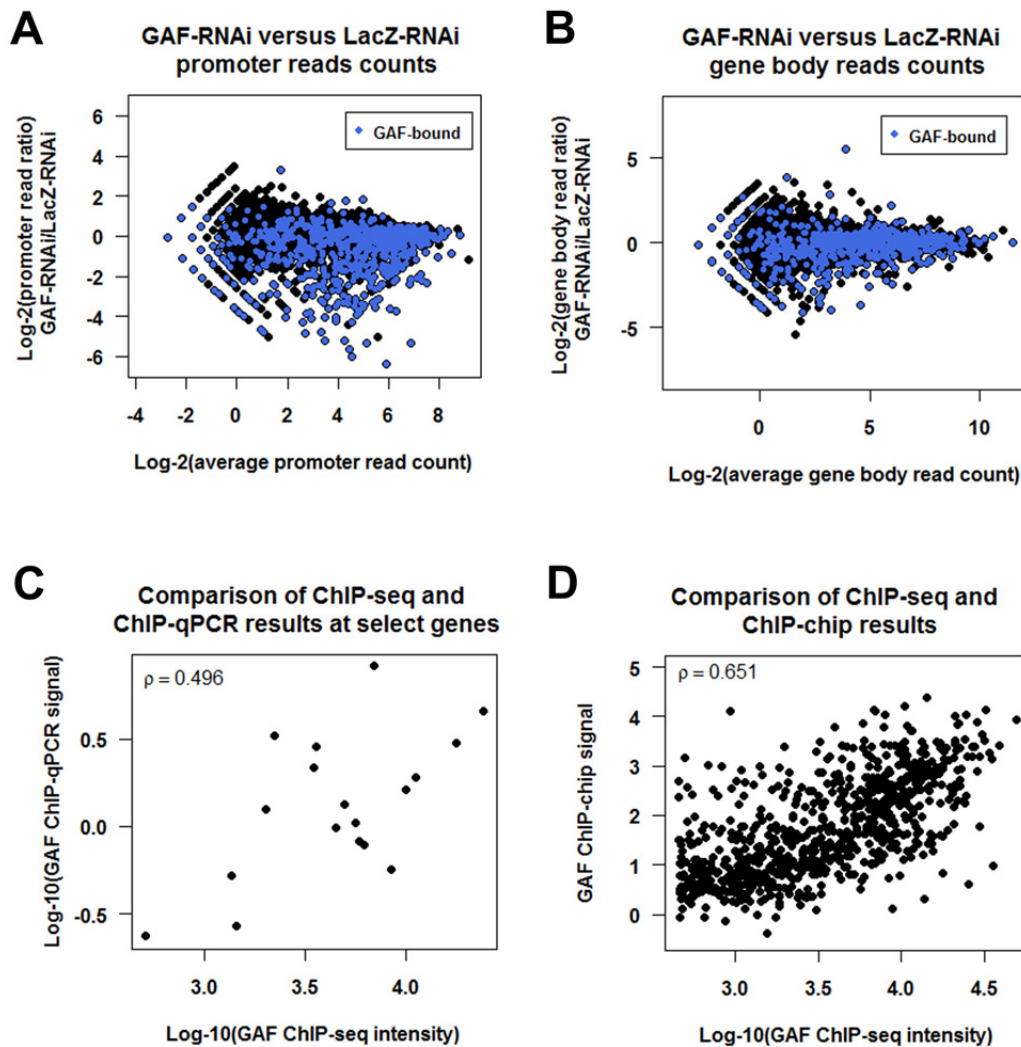 A
GAF-RNAi versus LacZ-RNAi
promoter reads counts
Log-2(promoter read ratio)
GAF-RNAi/LacZ-RNAi
6
4
2
0
-2
-4
-6
GAF-bound
-4 -2 0 2 4 6 8
Log-2(average promoter read count)
B
GAF-RNAi versus LacZ-RNAi
gene body reads counts
Log-2(gene body read ratio)
GAF-RNAi/LacZ-RNAi
5
0
-5
GAF-bound
0 5 10
Log-2(average gene body read count)
C
Comparison of ChIP-seq and
ChIP-qPCR results at select genes
Log-10(GAF ChIP-qPCR signal)
ρ = 0.496
0.5
0.0
-0.5
3.0 3.5 4.0
Log-10(GAF ChIP-seq intensity)
D
Comparison of ChIP-seq and
ChIP-chip results
GAF ChIP-chip signal
5
ρ = 0.651
4
3
2
1
0
3.0 3.5 4.0 4.5
Log-10(GAF ChIP-seq intensity)